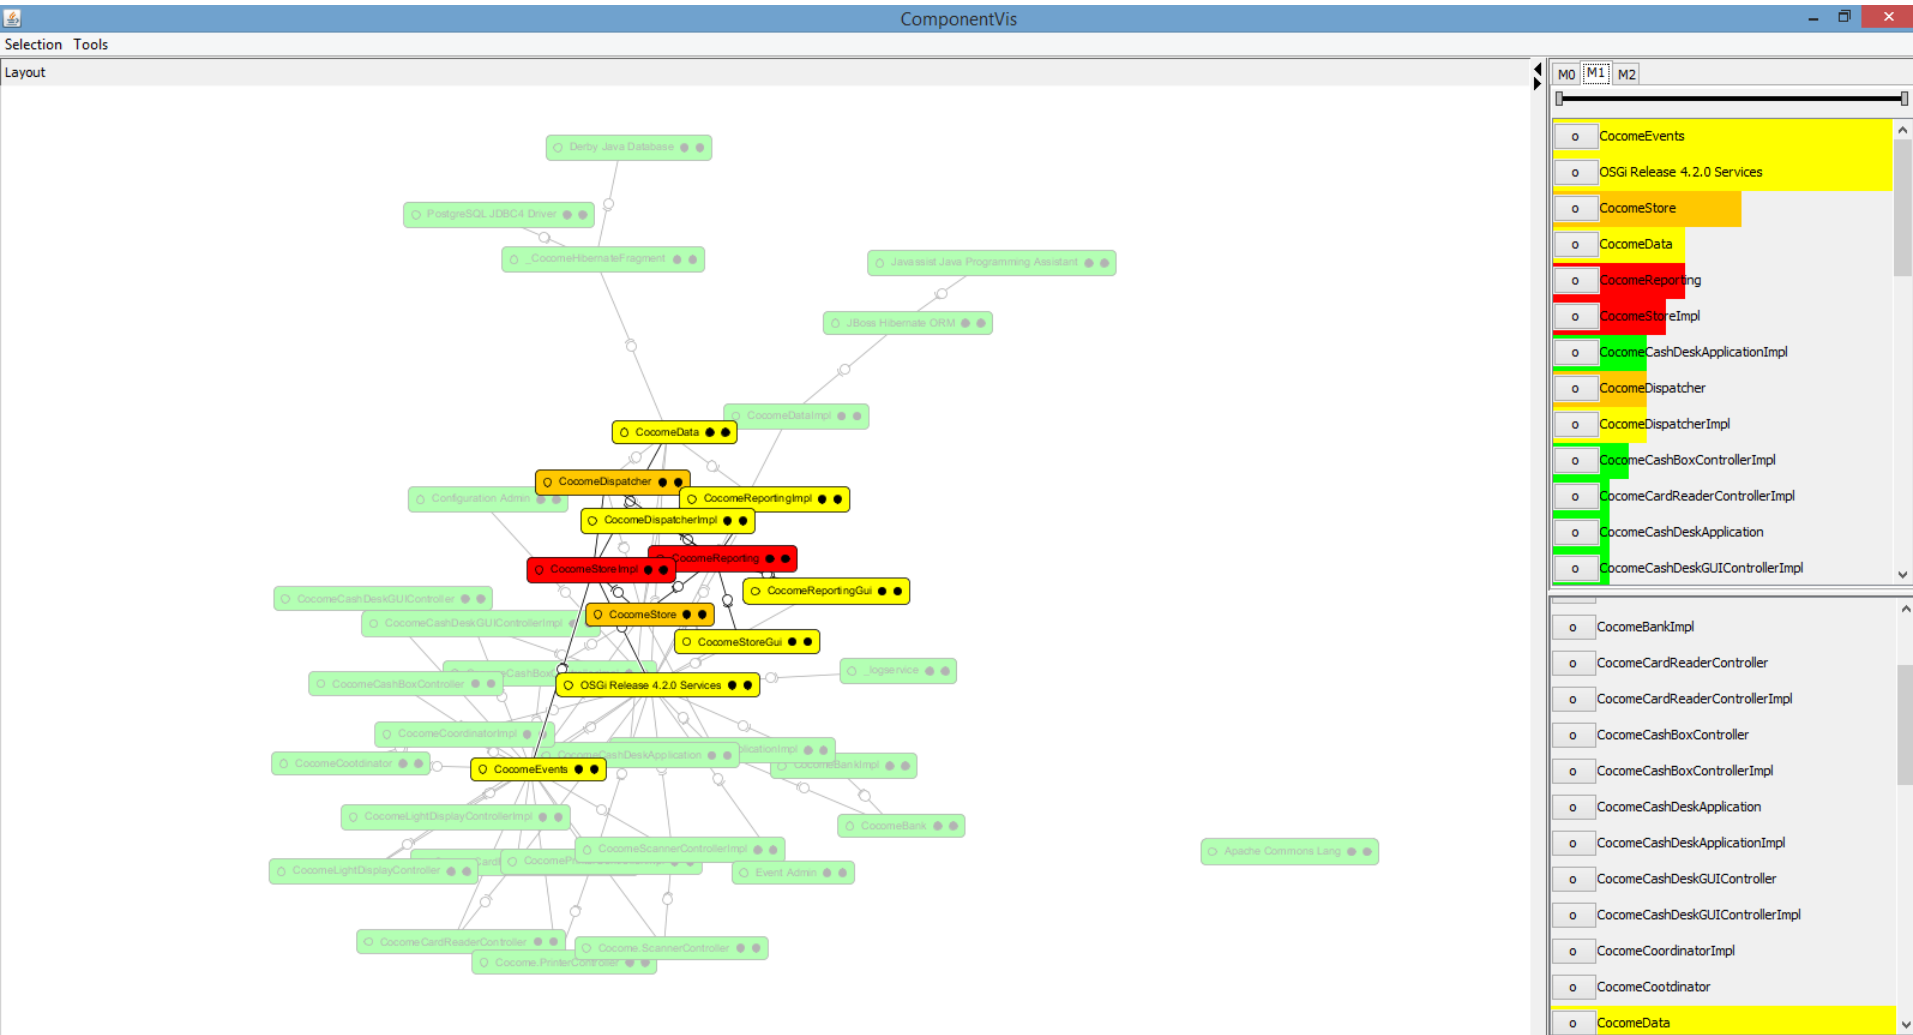 ComponentVis
Selection Tools
Layout
M0 M1 M2
Derby Java Database
PostgreSQL JDBC4 Driver
_CocomeHibernateFragment
Javassist Java Programming Assistant
JBoss Hibernate ORM
CocomeDataImpl
CocomeData
CocomeDispatcher
Configuration Admin
CocomeReportingImpl
CocomeDispatcherImpl
CocomeReporting
CocomeStoreImpl
CocomeReportingGui
CocomeCashDeskGUIController
CocomeStore
CocomeCashDeskGUIControllerImpl
CocomeStoreGui
_logservice
CocomeCashBoxController
OSGi Release 4.2.0 Services
CocomeCoordinatorImpl
CocomeCashDeskApplication
plicationImpl
CocomeCootdinator
CocomeEvents
CocomeBankImpl
CocomeLightDisplayControllerImpl
CocomeBank
CocomeScannerControllerImpl
Apache Commons Lang
CocomeLightDisplayController
Event Admin
CocomeCardReaderController
Cocome.ScannerController
Cocome.PrinterController
o CocomeEvents
o OSGi Release 4.2.0 Services
o CocomeStore
o CocomeData
o CocomeReporting
o CocomeStoreImpl
o CocomeCashDeskApplicationImpl
o CocomeDispatcher
o CocomeDispatcherImpl
o CocomeCashBoxControllerImpl
o CocomeCardReaderControllerImpl
o CocomeCashDeskApplication
o CocomeCashDeskGUIControllerImpl
o CocomeBankImpl
o CocomeCardReaderController
o CocomeCardReaderControllerImpl
o CocomeCashBoxController
o CocomeCashBoxControllerImpl
o CocomeCashDeskApplication
o CocomeCashDeskApplicationImpl
o CocomeCashDeskGUIController
o CocomeCashDeskGUIControllerImpl
o CocomeCoordinatorImpl
o CocomeCootdinator
o CocomeData